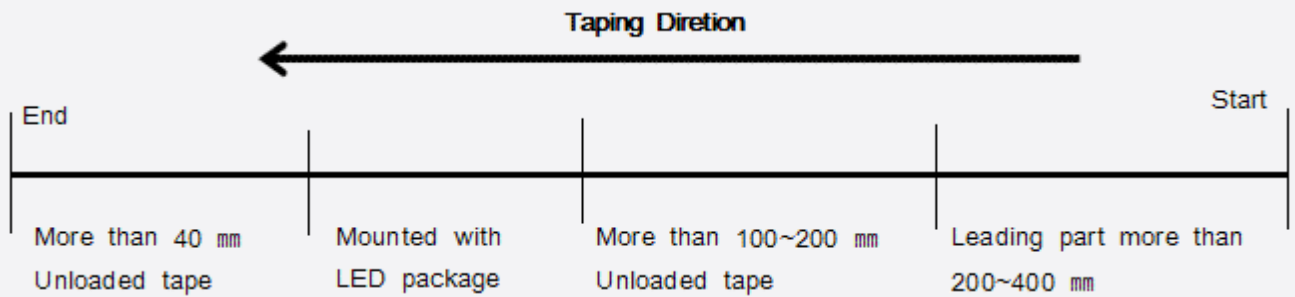 Taping Diretion
End
Start
More than 40 ㎜
Unloaded tape
Mounted with
LED package
More than 100~200 ㎜
Unloaded tape
Leading part more than
200~400 ㎜